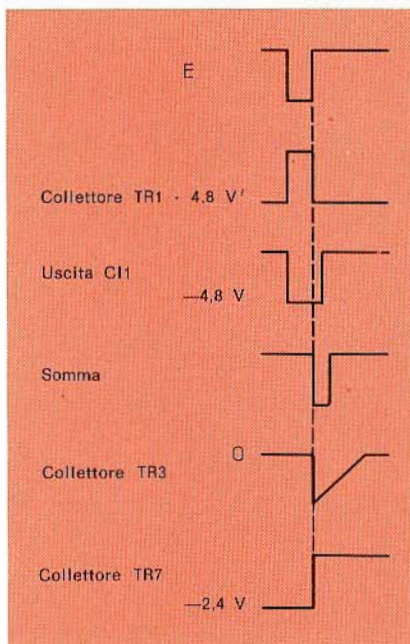 E
Collettore TR1 - 4,8 V
Uscita CI1
—4,8 V
Somma
0
Collettore TR3
Collettore TR7
—2,4 V